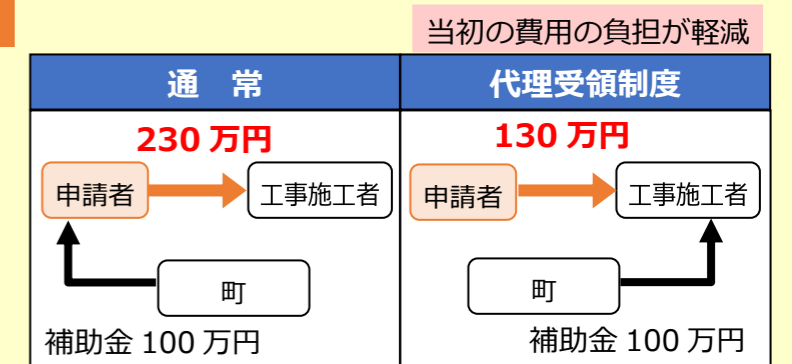 当初の費用の負担が軽減
通　常
代理受領制度
230 万円
申請者
工事施工者
町
補助金 100 万円
130 万円
申請者
工事施工者
町
補助金 100 万円